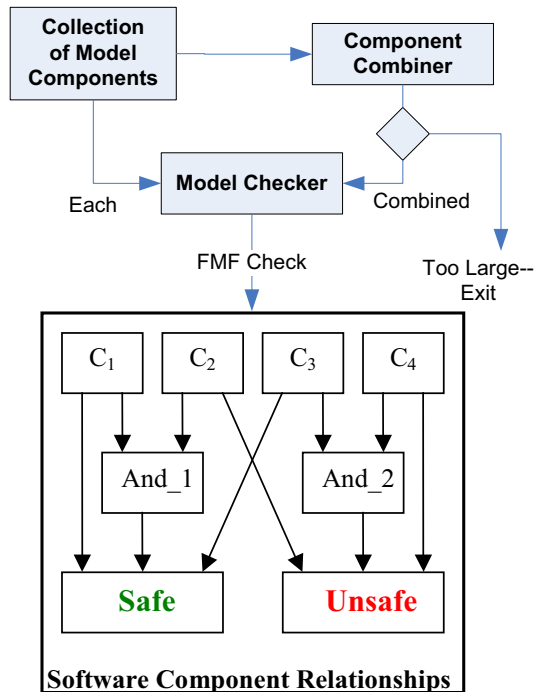 Collection
of Model
Components
Component
Combiner
Model Checker
Each
Combined
FMF Check
Too Large--
Exit
C₁
C₂
C₃
C₄
And_1
And_2
Safe
Unsafe
Software Component Relationships